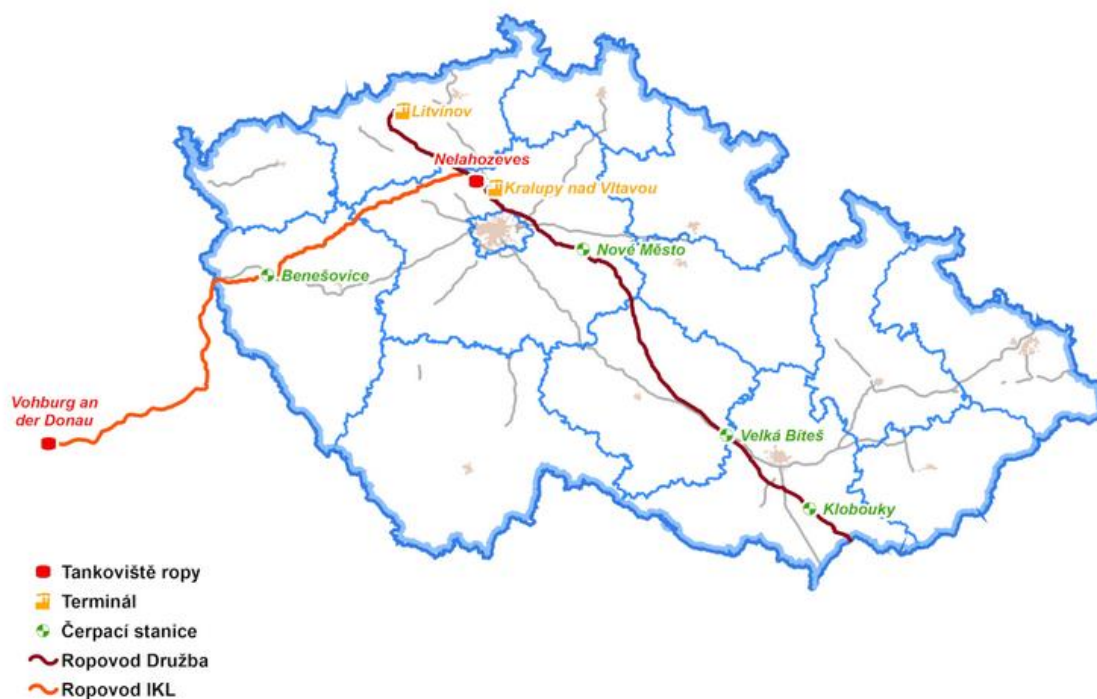 Litvínov
Nelahozeves
Kralupy nad Vltavou
Nové Město
Benešovice
Vohburg an
der Donau
Velká Bíteš
Klobouky
Tankoviště ropy
Terminál
Čerpací stanice
Ropovod Družba
Ropovod IKL